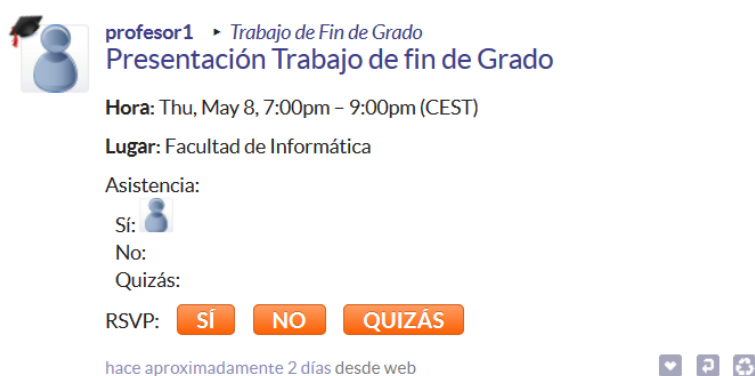 profesor1 ▸ Trabajo de Fin de Grado
Presentación Trabajo de fin de Grado
Hora: Thu, May 8, 7:00pm – 9:00pm (CEST)
Lugar: Facultad de Informática
Asistencia:
Sí:
No:
Quizás:
RSVP: SÍ NO QUIZÁS
hace aproximadamente 2 días desde web